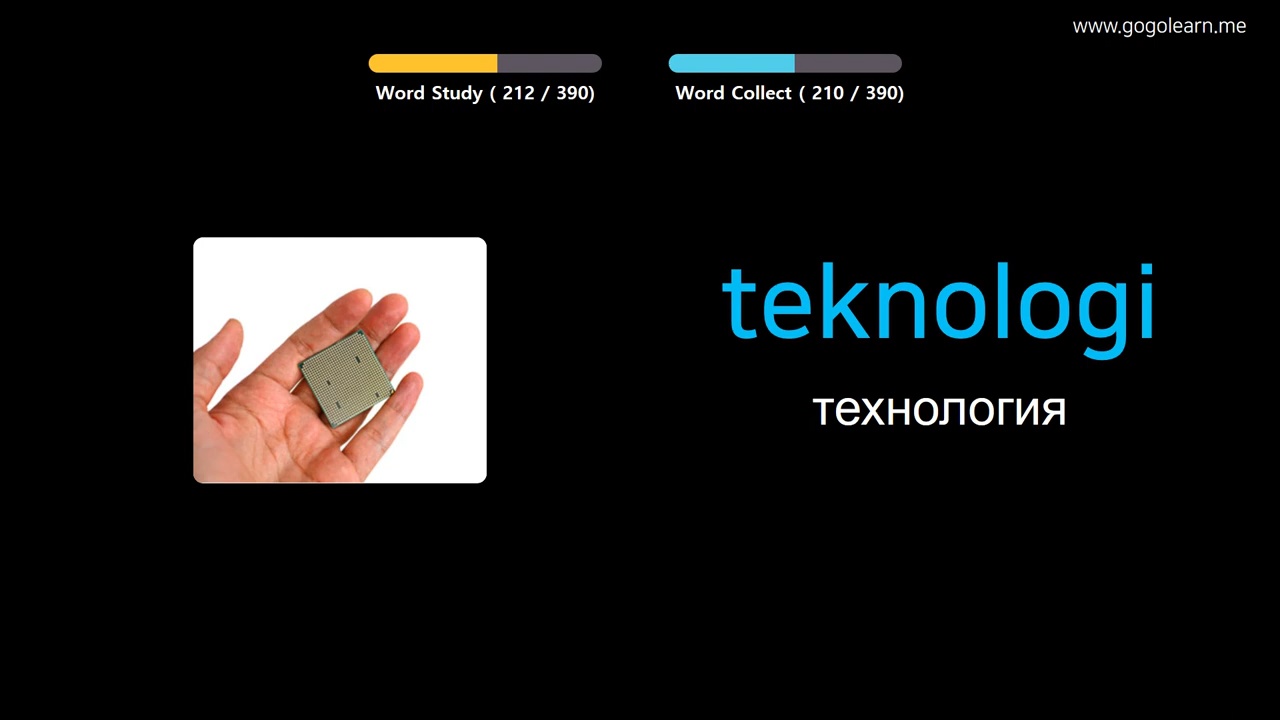 www.gogolearn.me
Word Study ( 212 / 390)
Word Collect ( 210 / 390)
teknologi
технология